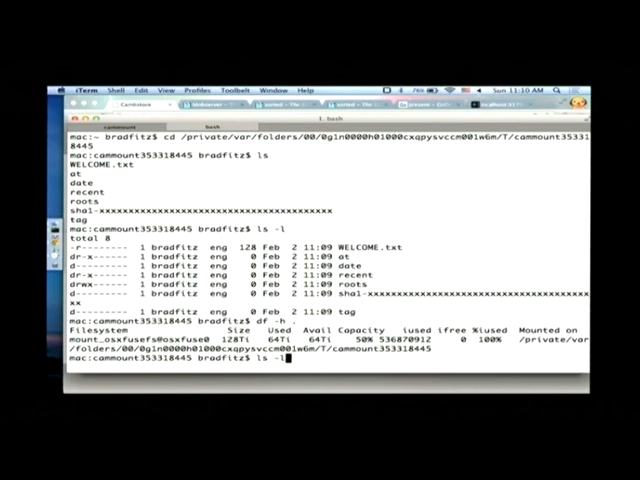 iTerm Shell Edit View Profiles Toolbelt Window Help 76% Sun 11:10 AM
Camlistore
1. bash
cammount bash
mac:~ bradfitz$ cd /private/var/folders/00/0g1n0000h01000cxqpysvccm001w6m/T/cammount35331
8445
mac:cammount353318445 bradfitz$ ls
WELCOME.txt
at
date
recent
roots
sha1-xxxxxxxxxxxxxxxxxxxxxxxxxxxxxxxxxxxxxxxx
tag
mac:cammount353318445 bradfitz$ ls -l
total 8
-r-------- 1 bradfitz eng 128 Feb 2 11:09 WELCOME.txt
dr-x------ 1 bradfitz eng 0 Feb 2 11:09 at
d--------- 1 bradfitz eng 0 Feb 2 11:09 date
dr-x------ 1 bradfitz eng 0 Feb 2 11:09 recent
drwx------ 1 bradfitz eng 0 Feb 2 11:09 roots
d--------- 1 bradfitz eng 0 Feb 2 11:09 sha1-xxxxxxxxxxxxxxxxxxxxxxxxxxxxxxxxxxxxxx
xx
d--------- 1 bradfitz eng 0 Feb 2 11:09 tag
mac:cammount353318445 bradfitz$ df -h .
Filesystem Size Used Avail Capacity iused ifree %iused Mounted on
mount_osxfusefs@osxfuse0 128Ti 64Ti 64Ti 50% 536870912 0 100% /private/var
/folders/00/0g1n0000h01000cxqpysvccm001w6m/T/cammount353318445
mac:cammount353318445 bradfitz$ ls -l